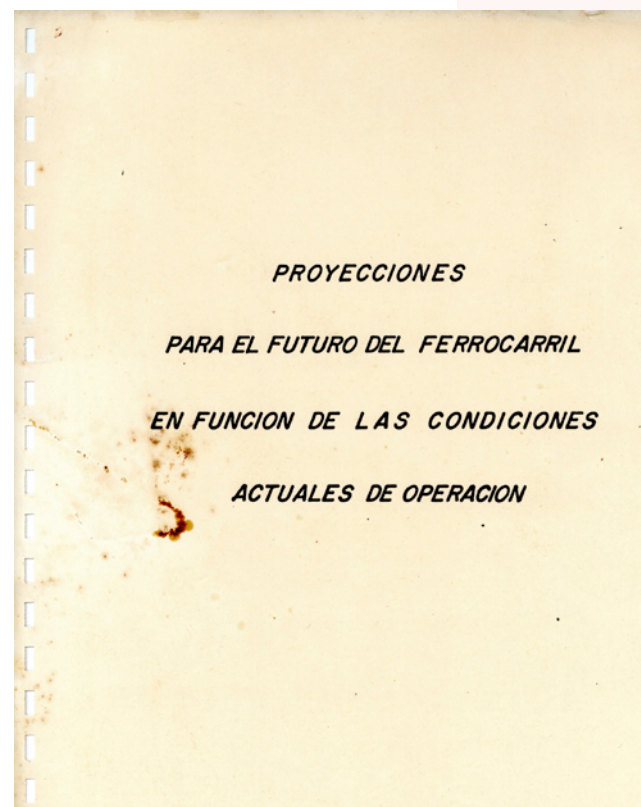 PROYECCIONES
PARA EL FUTURO DEL FERROCARRIL
EN FUNCION DE LAS CONDICIONES
ACTUALES DE OPERACION